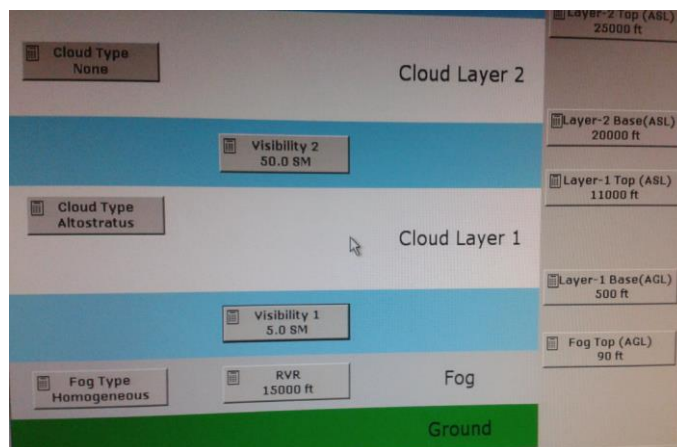 Layer-2 Top (ASL)
25000 ft
Cloud Type
None
Cloud Layer 2
Layer-2 Base(ASL)
20000 ft
Visibility 2
50.0 SM
Layer-1 Top (ASL)
11000 ft
Cloud Type
Altostratus
Cloud Layer 1
Layer-1 Base(AGL)
500 ft
Visibility 1
5.0 SM
Fog Top (AGL)
90 ft
Fog Type
Homogeneous
RVR
15000 ft
Fog
Ground